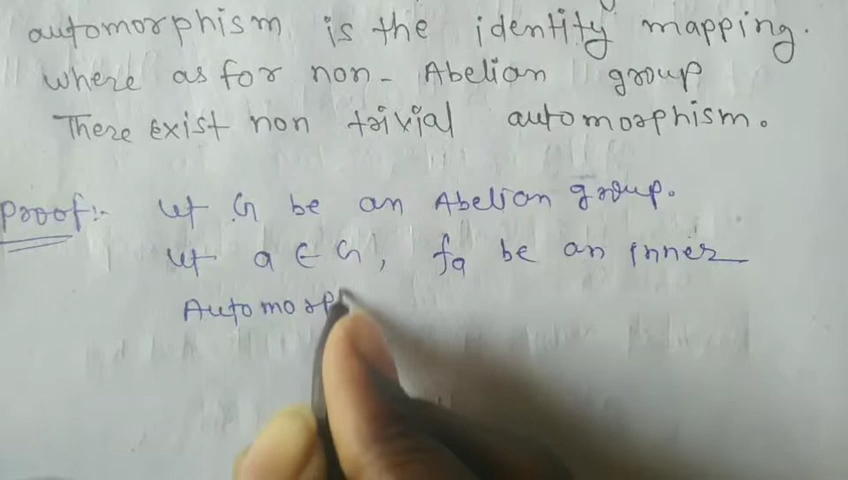 automorphism is the identity mapping.
where as for non-Abelian group
There Exist non trivial automorphism.
Proof:- Let G be an Abelian group.
Let a ∈ G, fa be an inner
Automorp